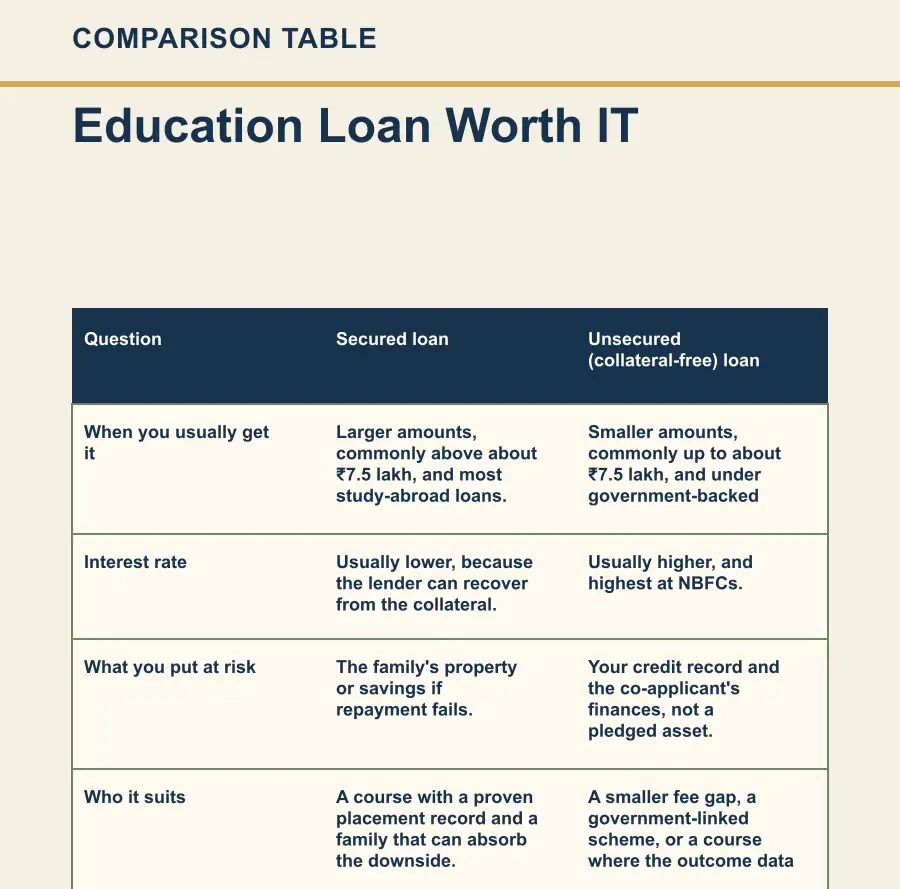 COMPARISON TABLE
Education Loan Worth IT
Question
Secured loan
Unsecured
(collateral-free) loan
When you usually get
it
Larger amounts,
commonly above about
₹7.5 lakh, and most
study-abroad loans.
Smaller amounts,
commonly up to about
₹7.5 lakh, and under
government-backed
Interest rate
Usually lower, because
the lender can recover
from the collateral.
Usually higher, and
highest at NBFCs.
What you put at risk
The family's property
or savings if
repayment fails.
Your credit record and
the co-applicant's
finances, not a
pledged asset.
Who it suits
A course with a proven
placement record and a
family that can absorb
the downside.
A smaller fee gap, a
government-linked
scheme, or a course
where the outcome data